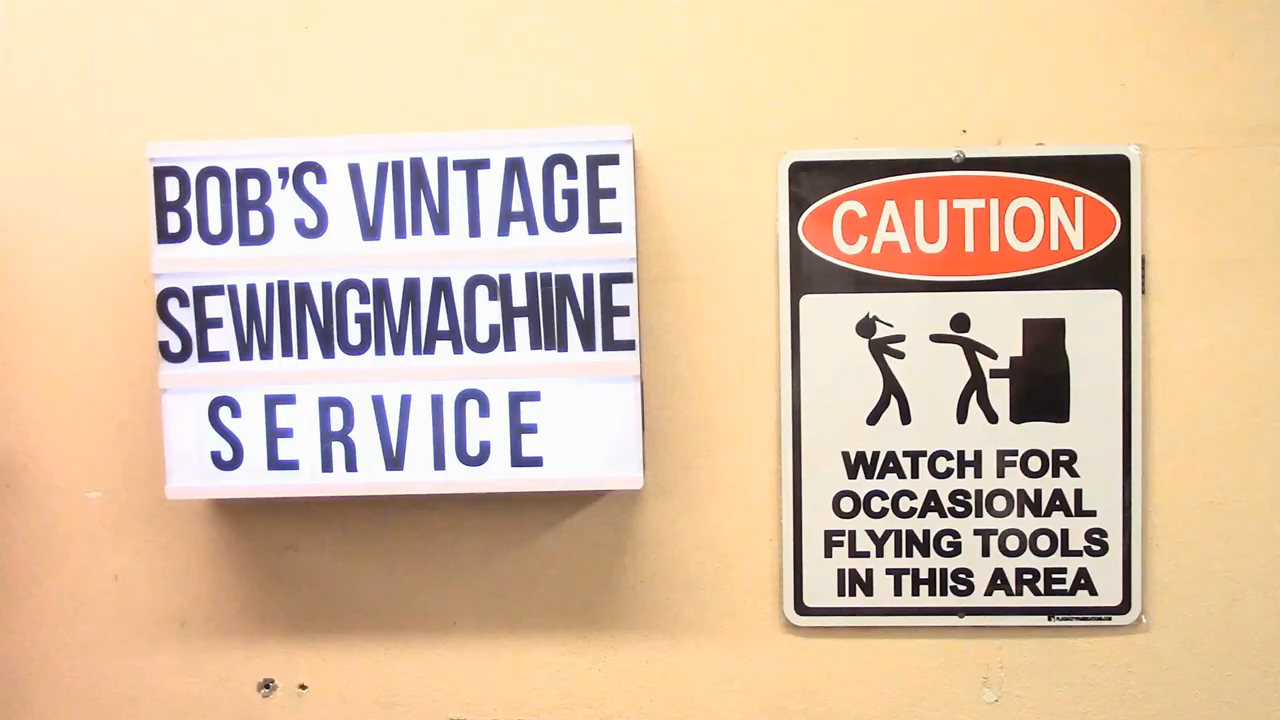 BOB'S VINTAGE
SEWINGMACHINE
SERVICE
CAUTION
WATCH FOR
OCCASIONAL
FLYING TOOLS
IN THIS AREA